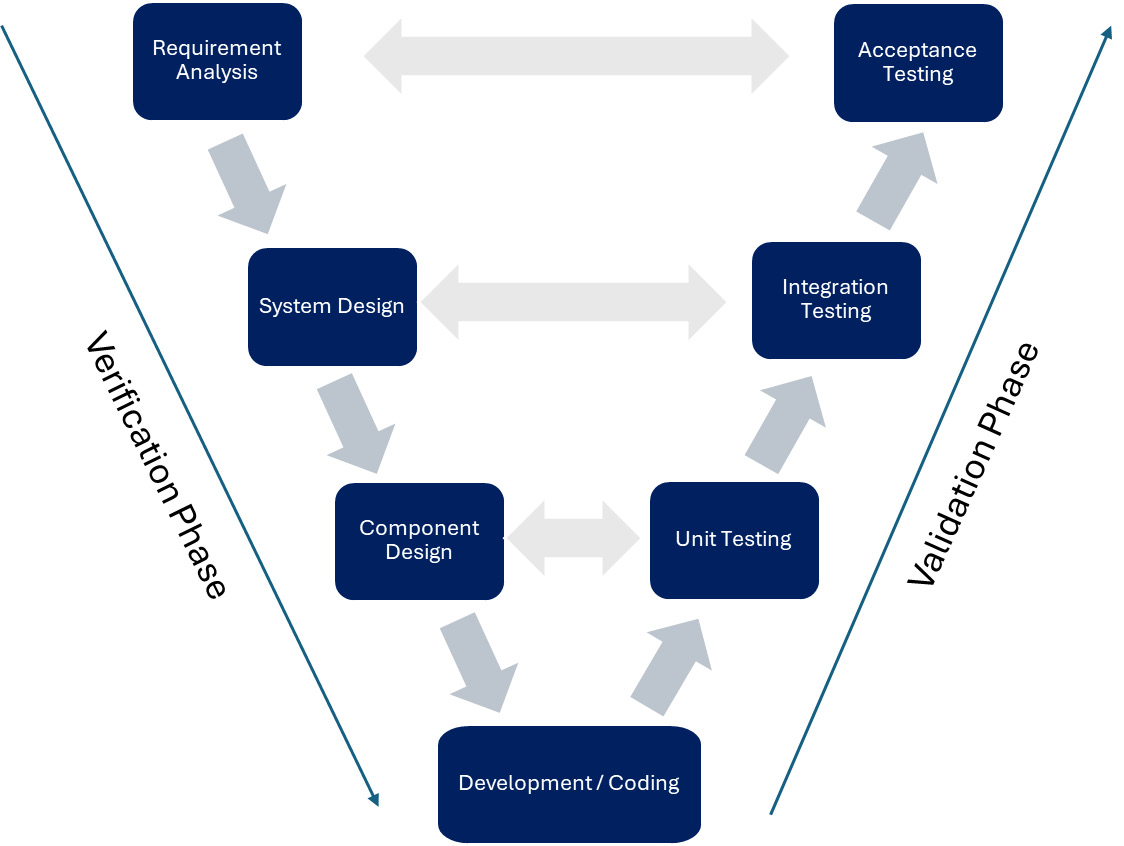 Requirement
Analysis
Acceptance
Testing
System Design
Integration
Testing
Verification Phase
Validation Phase
Component
Design
Unit Testing
Development / Coding